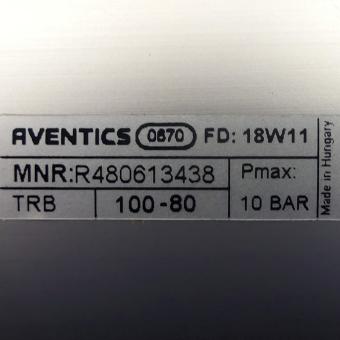 AVENTICS 0870 FD: 18W11
MNR:R480613438 Pmax:
TRB 100-80 10 BAR
Made in Hungary